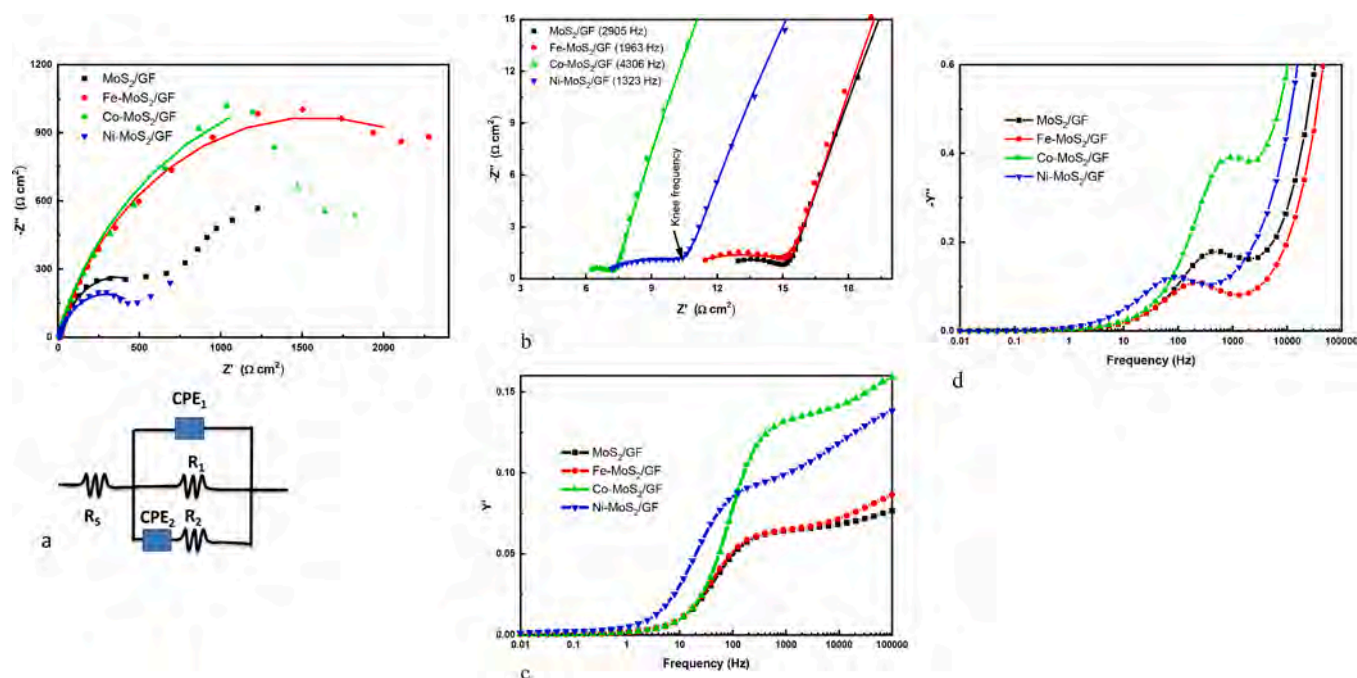 1200
900
600
300
0
-Z'' (Ω cm²)
MoS₂/GF
Fe-MoS₂/GF
Co-MoS₂/GF
Ni-MoS₂/GF
0 500 1000 1500 2000
Z' (Ω cm²)
CPE₁
R₁
Rₛ
CPE₂ R₂
a
15
12
9
6
3
0
-Z'' (Ω cm²)
MoS₂/GF (2905 Hz)
Fe-MoS₂/GF (1963 Hz)
Co-MoS₂/GF (4306 Hz)
Ni-MoS₂/GF (1323 Hz)
Knee frequency
3 6 9 12 15 18
Z' (Ω cm²)
b
0.15
0.10
0.05
0.00
Y'
MoS₂/GF
Fe-MoS₂/GF
Co-MoS₂/GF
Ni-MoS₂/GF
0.01 0.1 1 10 100 1000 10000 100000
Frequency (Hz)
c
0.6
0.4
0.2
0.0
-Y''
MoS₂/GF
Fe-MoS₂/GF
Co-MoS₂/GF
Ni-MoS₂/GF
0.01 0.1 1 10 100 1000 10000 100000
Frequency (Hz)
d